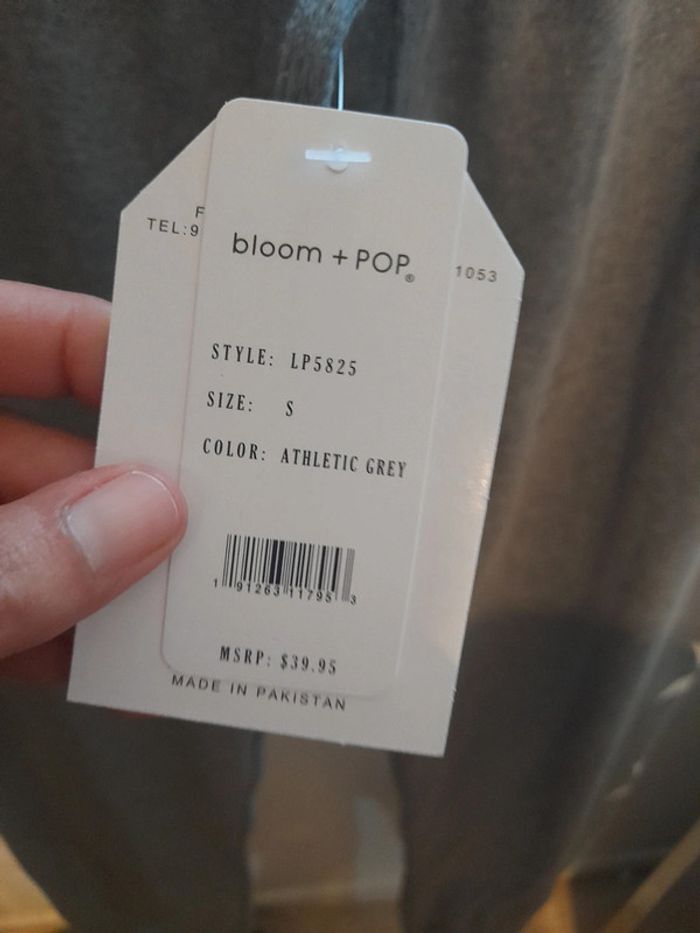 F
TEL:9
bloom + POP®
1053
STYLE: LP5825
SIZE: S
COLOR: ATHLETIC GREY
1 91263 11795 3
MSRP: $39.95
MADE IN PAKISTAN